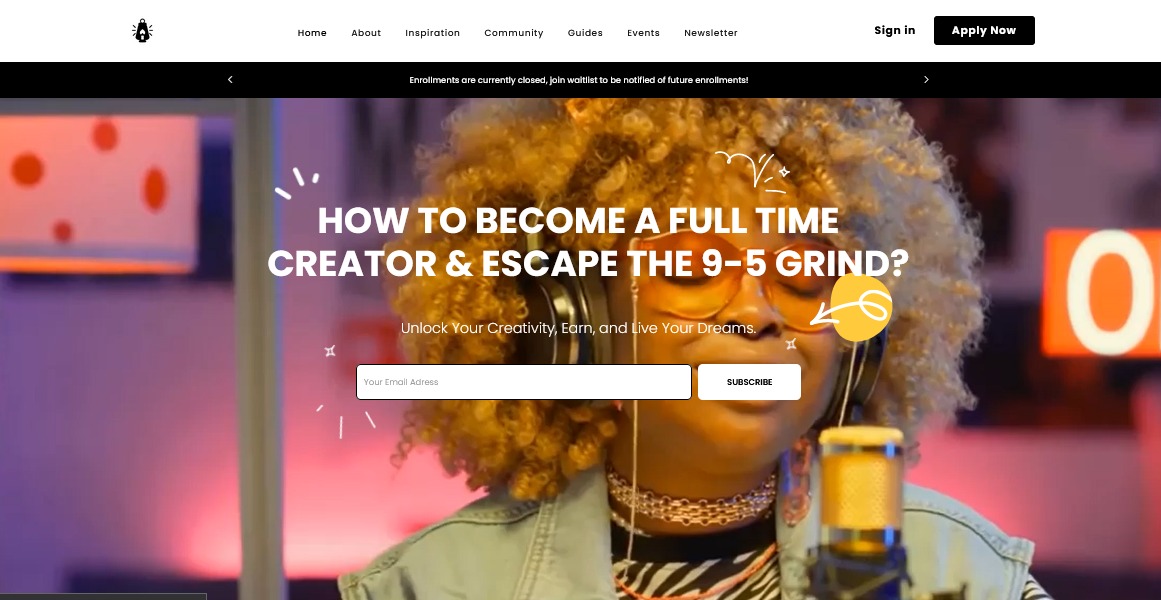 Home About Inspiration Community Guides Events Newsletter Sign in Apply Now
Enrollments are currently closed, join waitlist to be notified of future enrollments!
HOW TO BECOME A FULL TIME
CREATOR & ESCAPE THE 9-5 GRIND?
Unlock Your Creativity, Earn, and Live Your Dreams.
Your Email Adress SUBSCRIBE
0